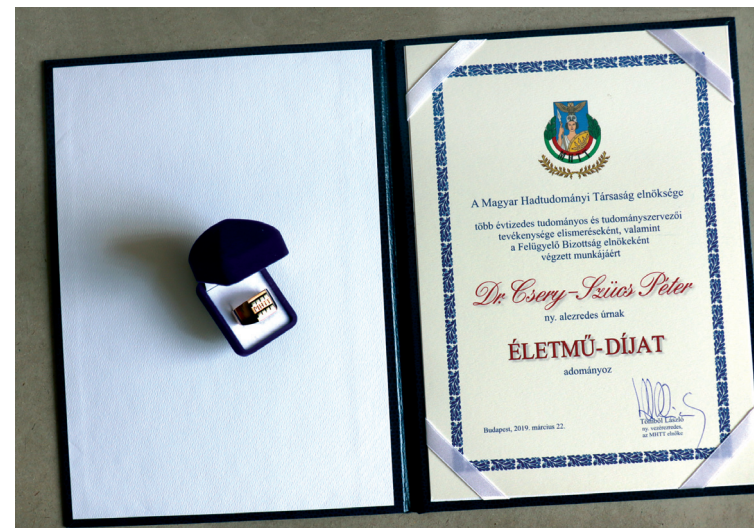 MHTT
A Magyar Hadtudományi Társaság elnöksége
több évtizedes tudományos és tudományszervezői
tevékenysége elismeréseként, valamint
a Felügyelő Bizottság elnökeként
végzett munkájáért
Dr. Csery-Szücs Péter
ny. alezredes úrnak
ÉLETMŰ-DÍJAT
adományoz
Budapest, 2019. március 22.
Tömböl László
ny. vezérezredes,
az MHTT elnöke